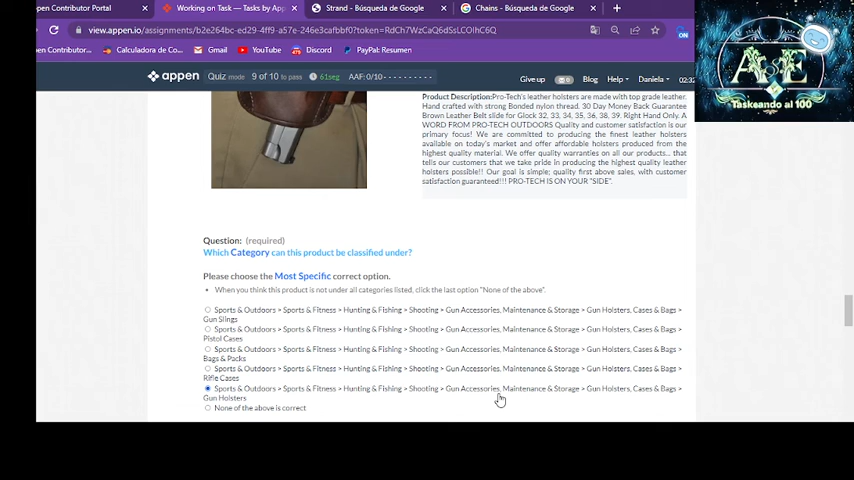 pen Contributor Portal
Working on Task — Tasks by App
Strand - Búsqueda de Google
Chains - Búsqueda de Google
view.appen.io/assignments/b2e264bc-ed29-4ff9-a57e-246e3cafbbf0?token=
en Contributor...
Calculadora de Co...
Gmail
YouTube
Discord
PayPal: Resumen
ON
appen
Quiz mode
9 of 10 to pass
61seg
AAF:0/10----------
Give up
Blog
Help
Daniela
02:32
A E
Taskeando al 100
Product Description:Pro-Tech's leather holsters are made with top grade leather.
Hand crafted with strong Bonded nylon thread. 30 Day Money Back Guarantee
Brown Leather Belt slide for Glock 32, 33, 34, 35, 36, 38, 39. Right Hand Only. A
WORD FROM PRO-TECH OUTDOORS Quality and customer satisfaction is our
primary focus! We are committed to producing the finest leather holsters
available on today's market and offer affordable holsters produced from the
highest quality material. We offer quality warranties on all our products... that
tells our customers that we take pride in producing the highest quality leather
holsters possible!! Our goal is simple; quality first above sales, with customer
satisfaction guaranteed!!! PRO-TECH IS ON YOUR "SIDE".
Question: (required)
Which Category can this product be classified under?
Please choose the Most Specific correct option.
• When you think this product is not under all categories listed, click the last option "None of the above".
Sports & Outdoors > Sports & Fitness > Hunting & Fishing > Shooting > Gun Accessories, Maintenance & Storage > Gun Holsters, Cases & Bags >
Gun Slings
Sports & Outdoors > Sports & Fitness > Hunting & Fishing > Shooting > Gun Accessories, Maintenance & Storage > Gun Holsters, Cases & Bags >
Pistol Cases
Sports & Outdoors > Sports & Fitness > Hunting & Fishing > Shooting > Gun Accessories, Maintenance & Storage > Gun Holsters, Cases & Bags >
Bags & Packs
Sports & Outdoors > Sports & Fitness > Hunting & Fishing > Shooting > Gun Accessories, Maintenance & Storage > Gun Holsters, Cases & Bags >
Rifle Cases
Sports & Outdoors > Sports & Fitness > Hunting & Fishing > Shooting > Gun Accessories, Maintenance & Storage > Gun Holsters, Cases & Bags >
Gun Holsters
None of the above is correct